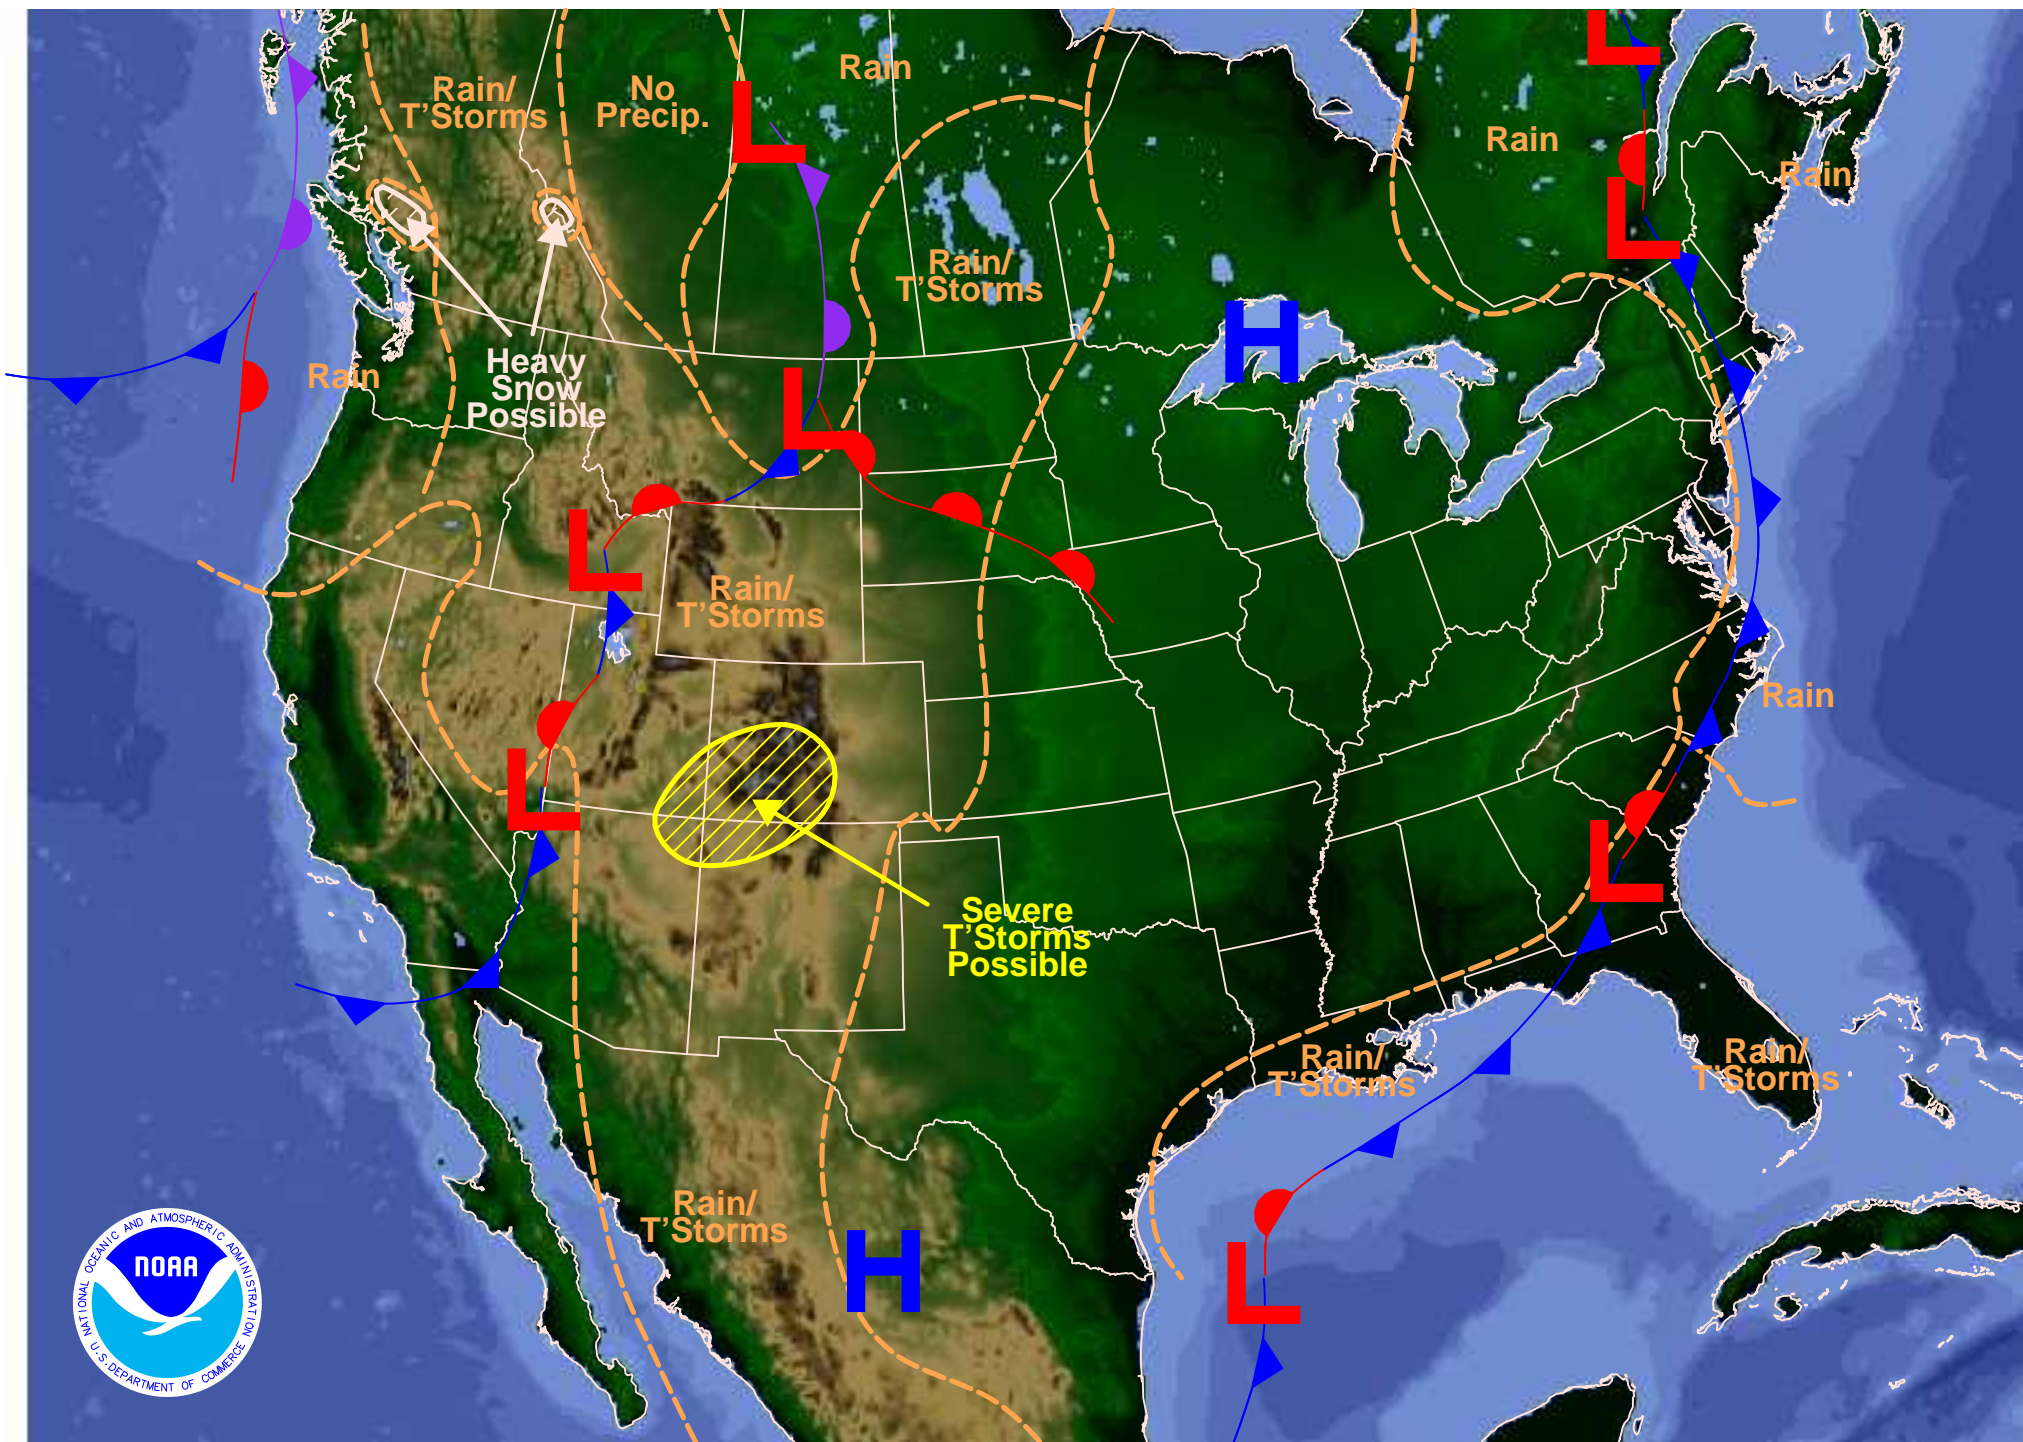 Rain
L
Rain/
T'Storms
No
Precip.
L
Rain
Rain
Rain
L
Rain/
T'Storms
H
Heavy
Snow
Possible
Rain
L
L
Rain/
T'Storms
Rain
L
L
Severe
T'Storms
Possible
Rain/
T'Storms
Rain/
T'Storms
Rain/
T'Storms
H
L
NATIONAL OCEANIC AND ATMOSPHERIC ADMINISTRATION
NOAA
U.S. DEPARTMENT OF COMMERCE